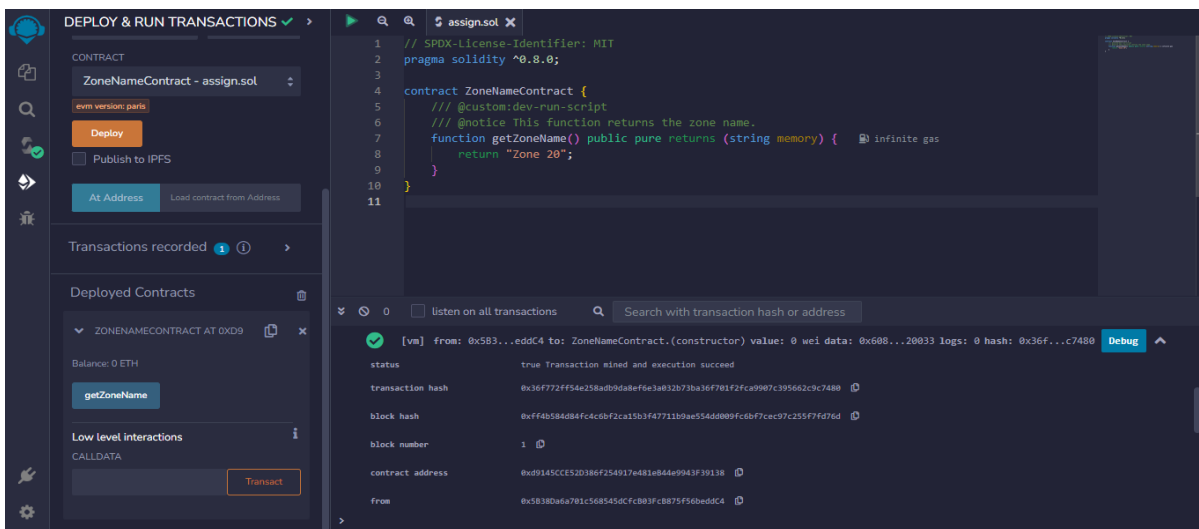 DEPLOY & RUN TRANSACTIONS
CONTRACT
ZoneNameContract - assign.sol
evm version: paris
Deploy
Publish to IPFS
At Address Load contract from Address
Transactions recorded 1 i
Deployed Contracts
ZONENAMECONTRACT AT 0XD9
Balance: 0 ETH
getZoneName
Low level interactions i
CALLDATA
Transact
assign.sol
1 // SPDX-License-Identifier: MIT
2 pragma solidity ^0.8.0;
3
4 contract ZoneNameContract {
5 /// @custom:dev-run-script
6 /// @notice This function returns the zone name.
7 function getZoneName() public pure returns (string memory) { infinite gas
8 return "Zone 20";
9 }
10 }
11
0 listen on all transactions Search with transaction hash or address
[vm] from: 0x5B3...eddC4 to: ZoneNameContract.(constructor) value: 0 wei data: 0x608...20033 logs: 0 hash: 0x36f...c7480 Debug
status true Transaction mined and execution succeed
transaction hash 0x36f772ff54e258adb9da8ef6e3a032b73ba36f701f2fca9907c395662c9c7480
block hash 0xff4b584d84fc4c6bf2ca15b3f47711b9ae554dd009fc6bf7cec97c255f7fd76d
block number 1
contract address 0xd9145CCE52D386f254917e481eB44e9943F39138
from 0x5B38Da6a701c568545dCfcB03FcB875f56beddC4
>